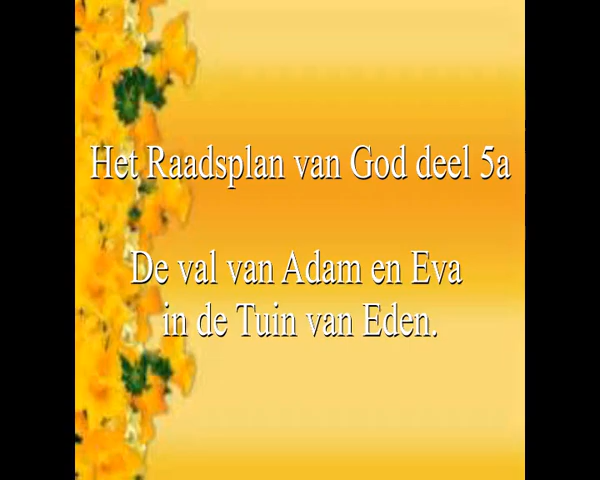 Het Raadsplan van God deel 5a
De val van Adam en Eva
in de Tuin van Eden.